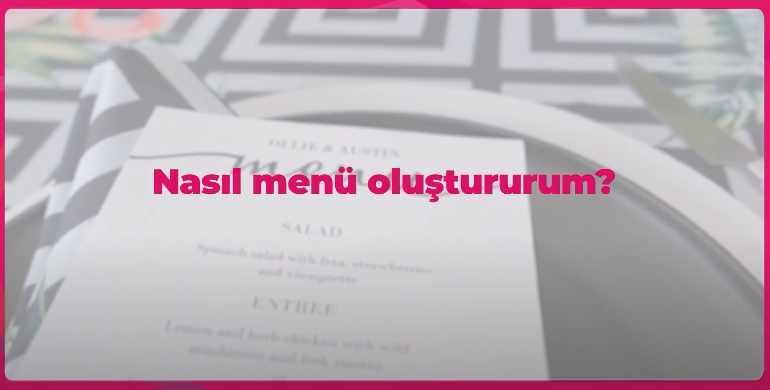 OLLIE & AUSTIN
menu
Nasıl menü oluştururum?
SALAD
Spinach salad with feta, strawberries
and vinaigrette
ENTREE
Lemon and herb chicken with wild
mushroom and leek risotto